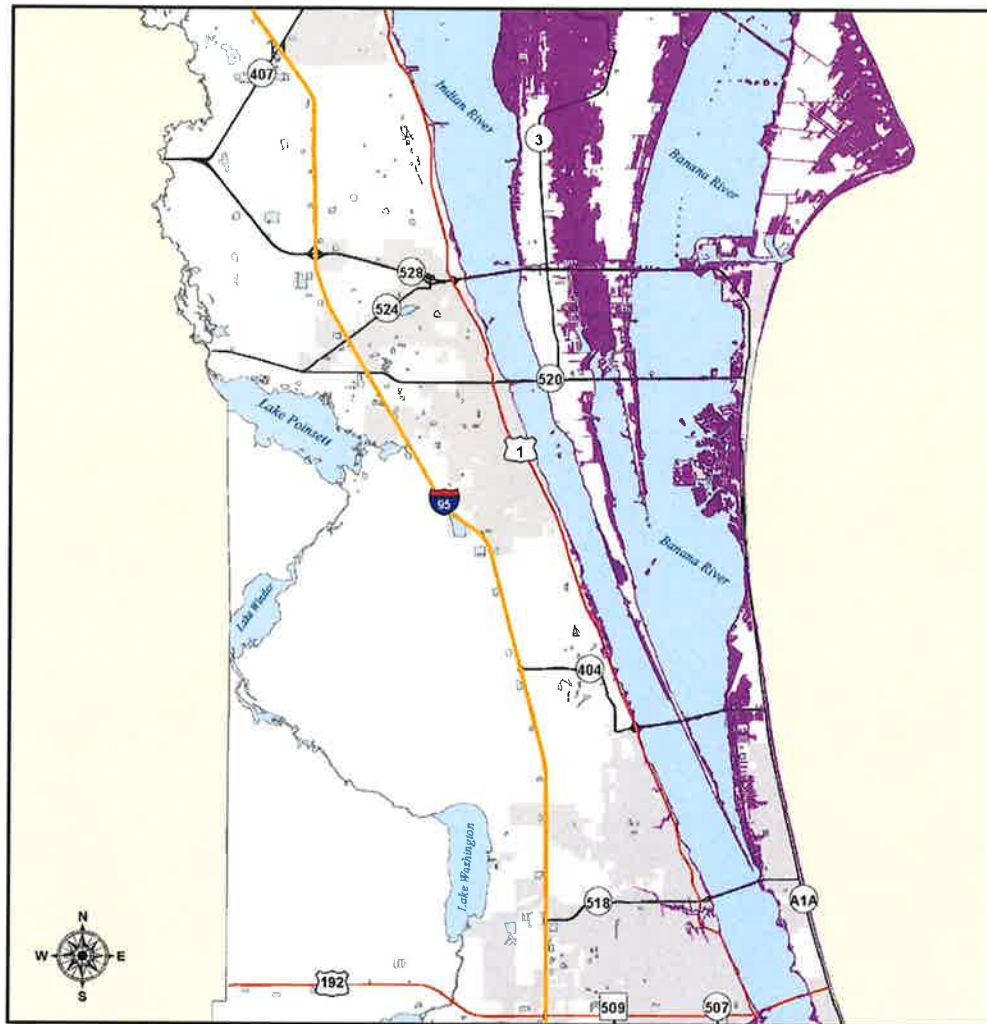 407
Indian River
3
Banana River
528
524
520
Lake Poinsett
1
95
Banana River
Lake Winder
404
Lake Washington
518
A1A
N
W
E
S
192
509
507